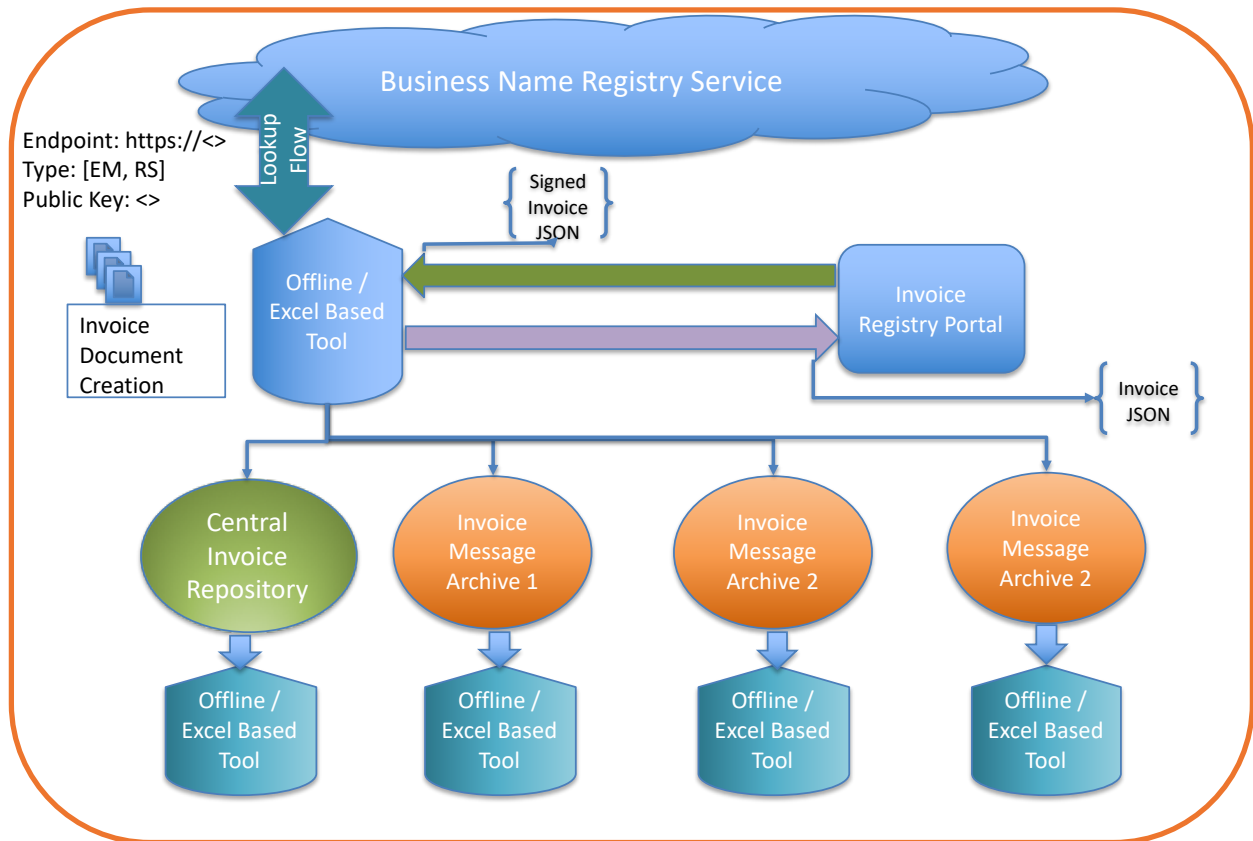 Business Name Registry Service
Lookup
Flow
Endpoint: https://<>
Type: [EM, RS]
Public Key: <>
Signed
Invoice
JSON
Offline /
Excel Based
Tool
Invoice
Registry Portal
Invoice
Document
Creation
Invoice
JSON
Central
Invoice
Repository
Invoice
Message
Archive 1
Invoice
Message
Archive 2
Invoice
Message
Archive 2
Offline /
Excel Based
Tool
Offline /
Excel Based
Tool
Offline /
Excel Based
Tool
Offline /
Excel Based
Tool